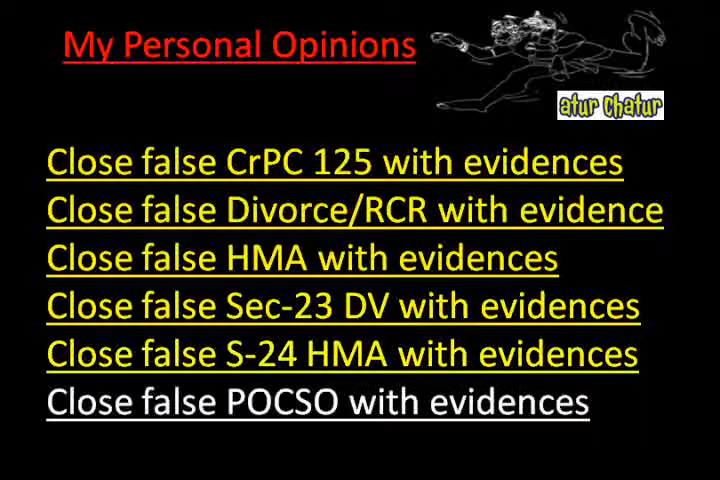 My Personal Opinions
atur Chatur
Close false CrPC 125 with evidences
Close false Divorce/RCR with evidence
Close false HMA with evidences
Close false Sec-23 DV with evidences
Close false S-24 HMA with evidences
Close false POCSO with evidences